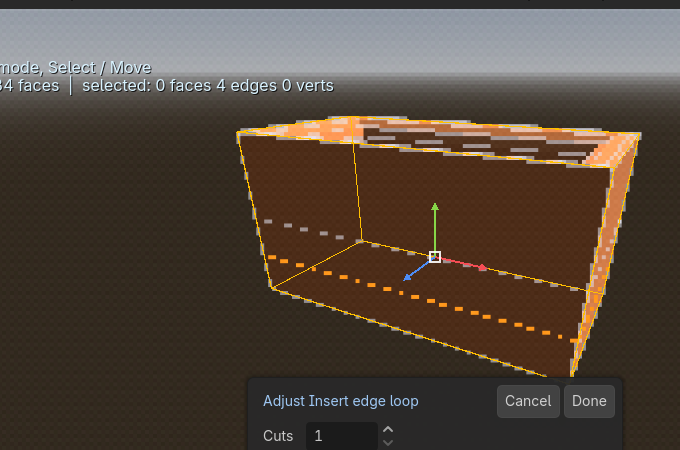 mode, Select / Move
34 faces | selected: 0 faces 4 edges 0 verts
Adjust Insert edge loop
Cancel
Done
Cuts
1